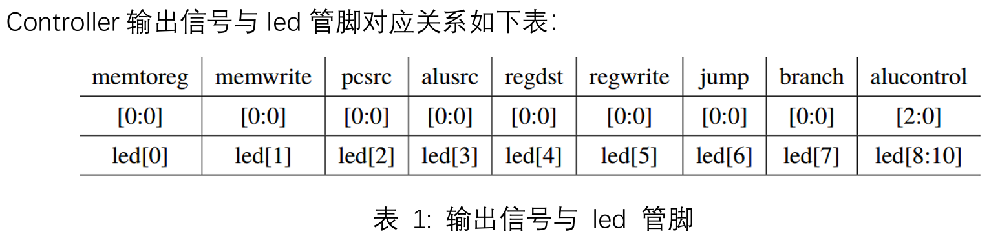 Controller 输出信号与 led 管脚对应关系如下表：
memtoreg memwrite pcsrc alusrc regdst regwrite jump branch alucontrol
[0:0] [0:0] [0:0] [0:0] [0:0] [0:0] [0:0] [0:0] [2:0]
led[0] led[1] led[2] led[3] led[4] led[5] led[6] led[7] led[8:10]
表 1: 输出信号与 led 管脚